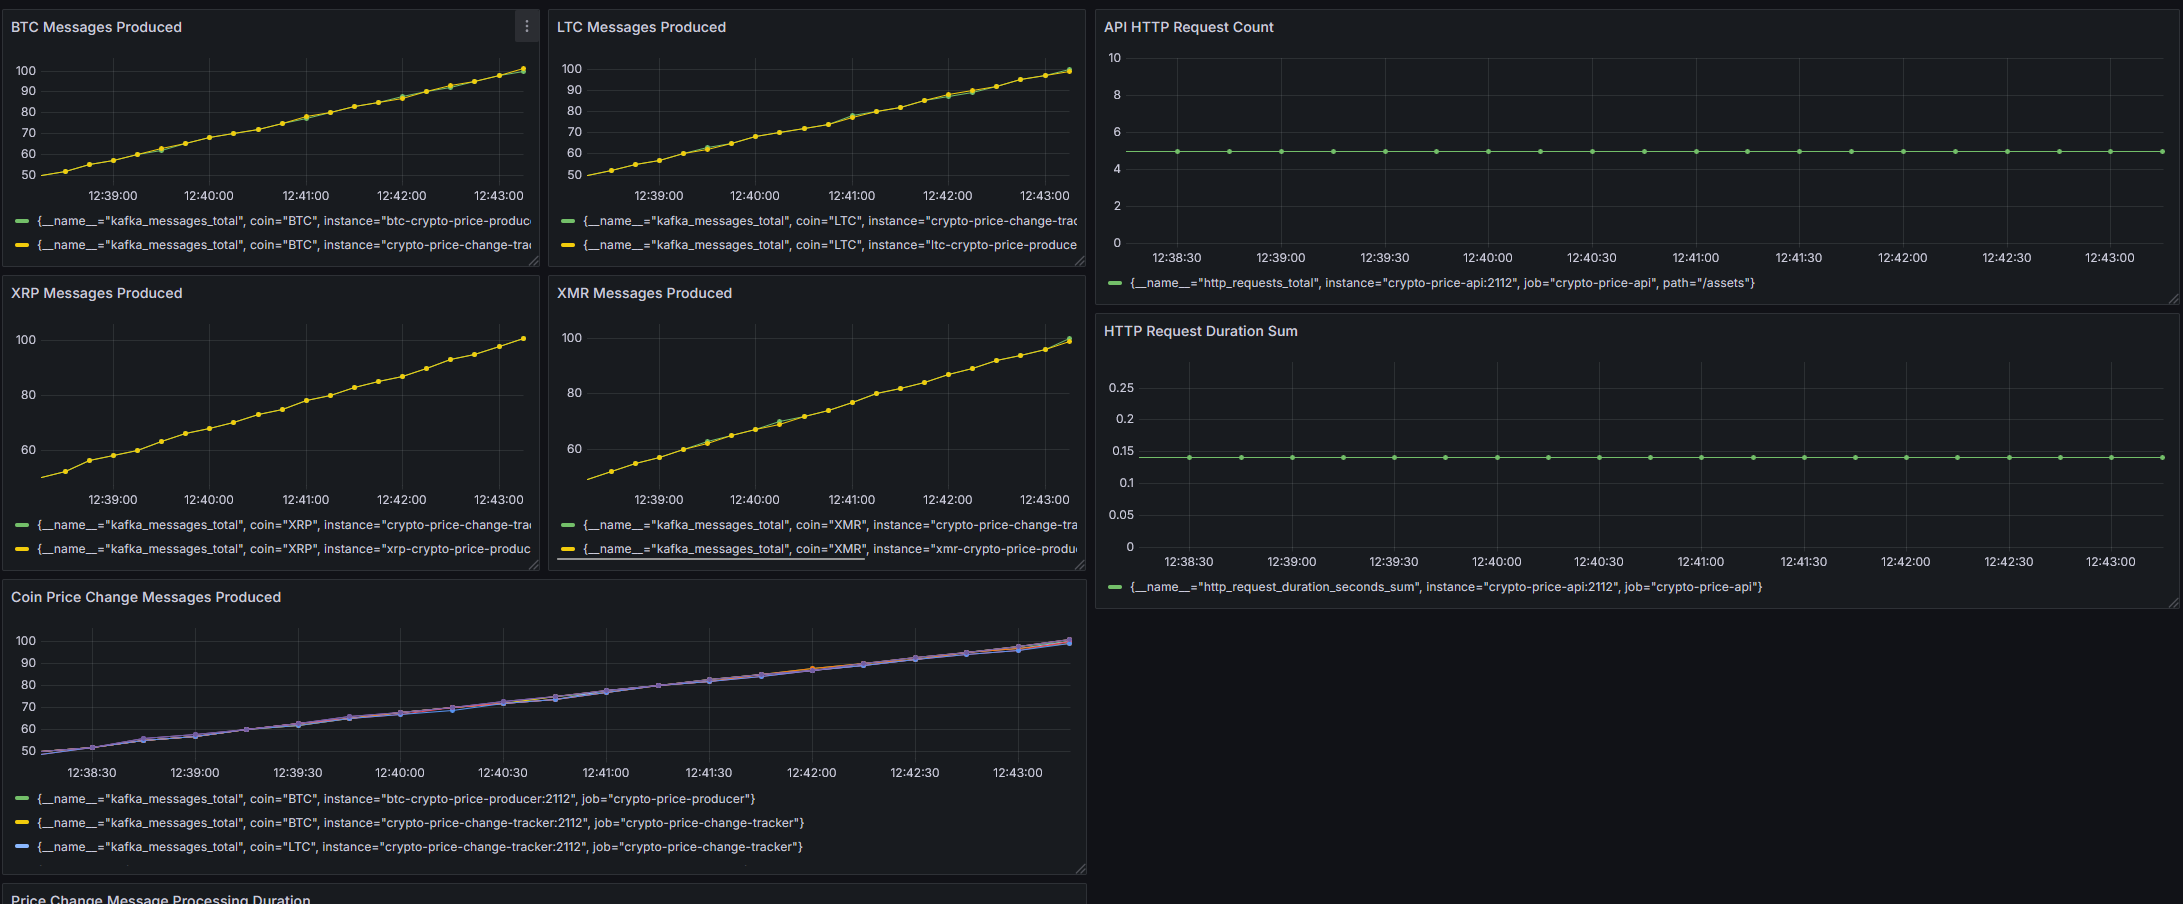 BTC Messages Produced
100
90
80
70
60
50
12:39:00 12:40:00 12:41:00 12:42:00 12:43:00
{__name__="kafka_messages_total", coin="BTC", instance="btc-crypto-price-produce
{__name__="kafka_messages_total", coin="BTC", instance="crypto-price-change-tra
LTC Messages Produced
100
90
80
70
60
50
12:39:00 12:40:00 12:41:00 12:42:00 12:43:00
{__name__="kafka_messages_total", coin="LTC", instance="crypto-price-change-trac
{__name__="kafka_messages_total", coin="LTC", instance="ltc-crypto-price-produce
API HTTP Request Count
10
8
6
4
2
0
12:38:30 12:39:00 12:39:30 12:40:00 12:40:30 12:41:00 12:41:30 12:42:00 12:42:30 12:43:00
{__name__="http_requests_total", instance="crypto-price-api:2112", job="crypto-price-api", path="/assets"}
XRP Messages Produced
100
80
60
12:39:00 12:40:00 12:41:00 12:42:00 12:43:00
{__name__="kafka_messages_total", coin="XRP", instance="crypto-price-change-tra
{__name__="kafka_messages_total", coin="XRP", instance="xrp-crypto-price-produc
XMR Messages Produced
100
80
60
12:39:00 12:40:00 12:41:00 12:42:00 12:43:00
{__name__="kafka_messages_total", coin="XMR", instance="crypto-price-change-tra
{__name__="kafka_messages_total", coin="XMR", instance="xmr-crypto-price-produ
HTTP Request Duration Sum
0.25
0.2
0.15
0.1
0.05
0
12:38:30 12:39:00 12:39:30 12:40:00 12:40:30 12:41:00 12:41:30 12:42:00 12:42:30 12:43:00
{__name__="http_request_duration_seconds_sum", instance="crypto-price-api:2112", job="crypto-price-api"}
Coin Price Change Messages Produced
100
90
80
70
60
50
12:38:30 12:39:00 12:39:30 12:40:00 12:40:30 12:41:00 12:41:30 12:42:00 12:42:30 12:43:00
{__name__="kafka_messages_total", coin="BTC", instance="btc-crypto-price-producer:2112", job="crypto-price-producer"}
{__name__="kafka_messages_total", coin="BTC", instance="crypto-price-change-tracker:2112", job="crypto-price-change-tracker"}
{__name__="kafka_messages_total", coin="LTC", instance="crypto-price-change-tracker:2112", job="crypto-price-change-tracker"}
Price Change Message Processing Duration